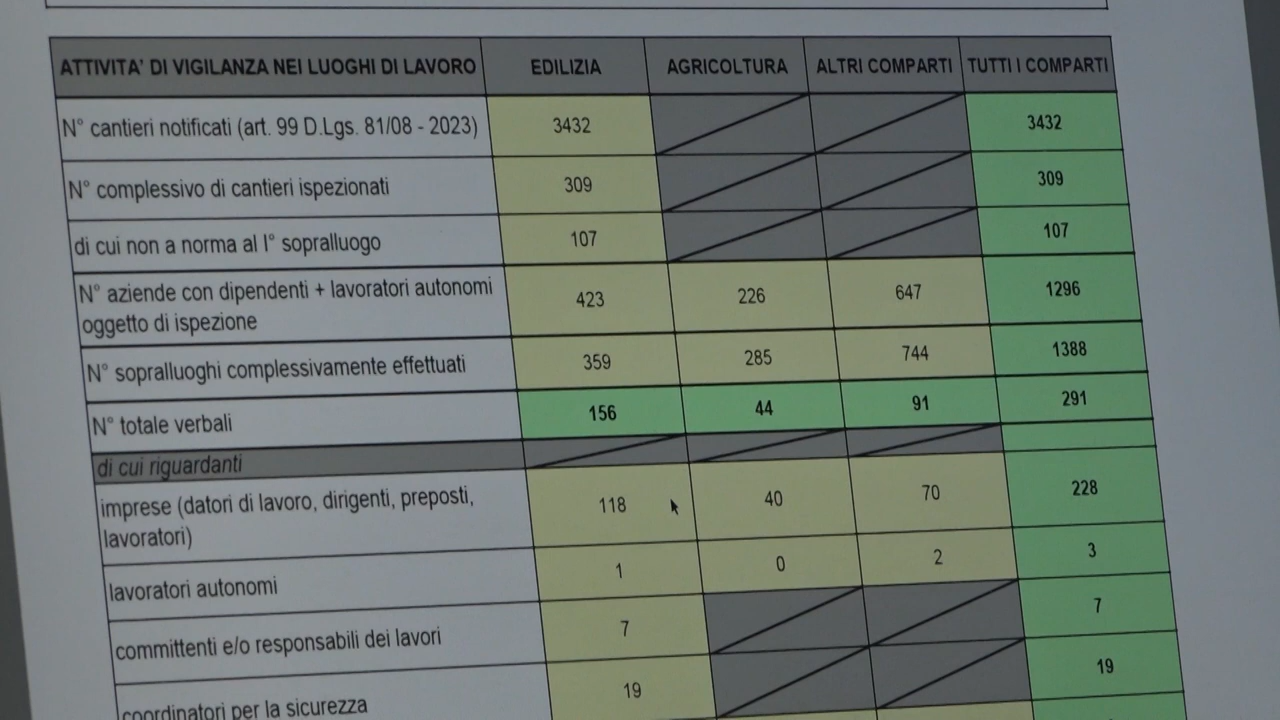 ATTIVITA' DI VIGILANZA NEI LUOGHI DI LAVORO EDILIZIA AGRICOLTURA ALTRI COMPARTI TUTTI I COMPARTI
N° cantieri notificati (art. 99 D.Lgs. 81/08 - 2023) 3432 3432
N° complessivo di cantieri ispezionati 309 309
di cui non a norma al I° sopralluogo 107 107
N° aziende con dipendenti + lavoratori autonomi
oggetto di ispezione 423 226 647 1296
N° sopralluoghi complessivamente effettuati 359 285 744 1388
N° totale verbali 156 44 91 291
di cui riguardanti
imprese (datori di lavoro, dirigenti, preposti,
lavoratori) 118 40 70 228
lavoratori autonomi 1 0 2 3
committenti e/o responsabili dei lavori 7 7
coordinatori per la sicurezza 19 19